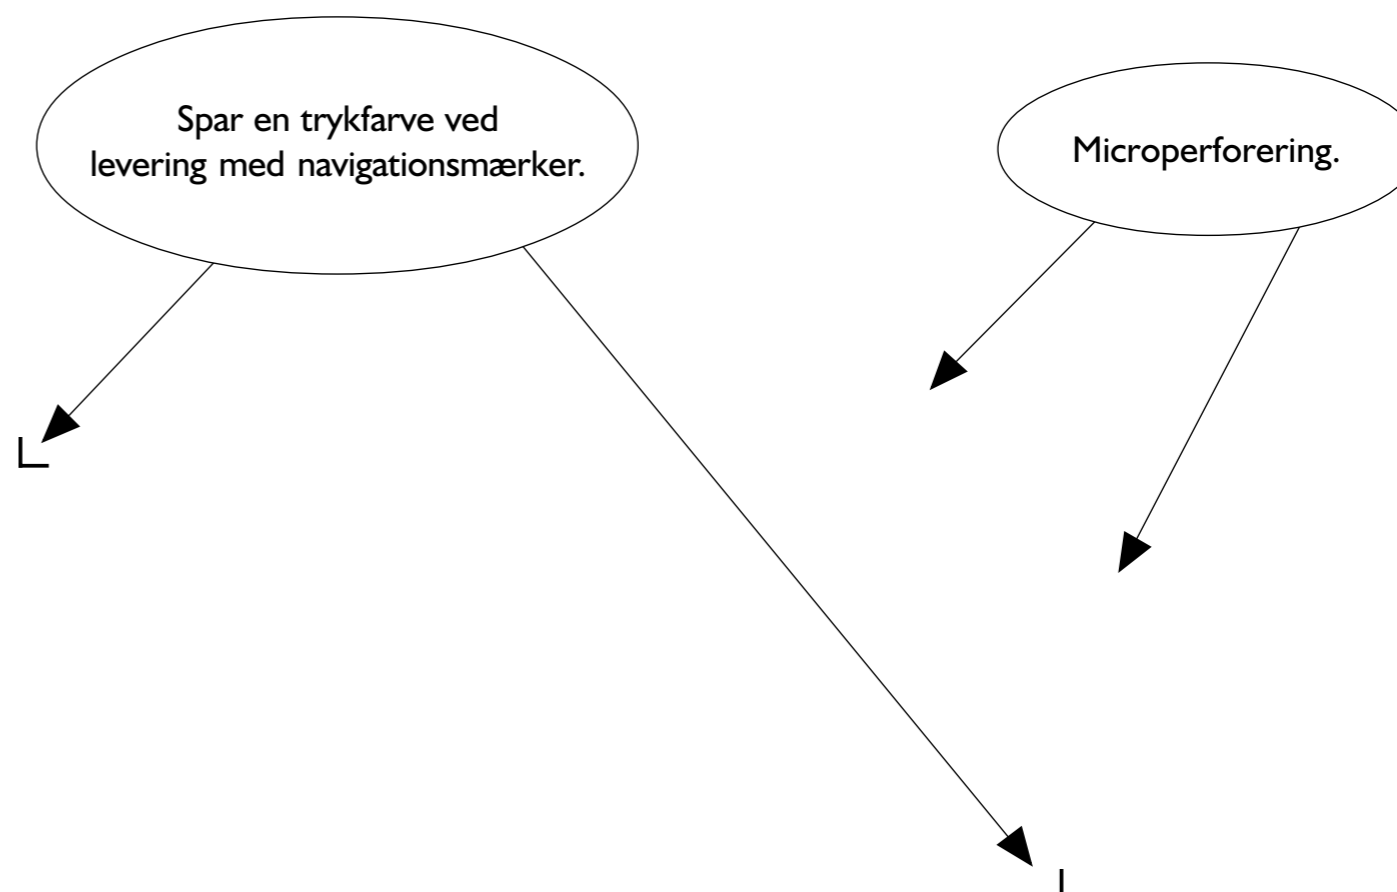 Spar en trykfarve ved
levering med navigationsmærker.
Microperforering.